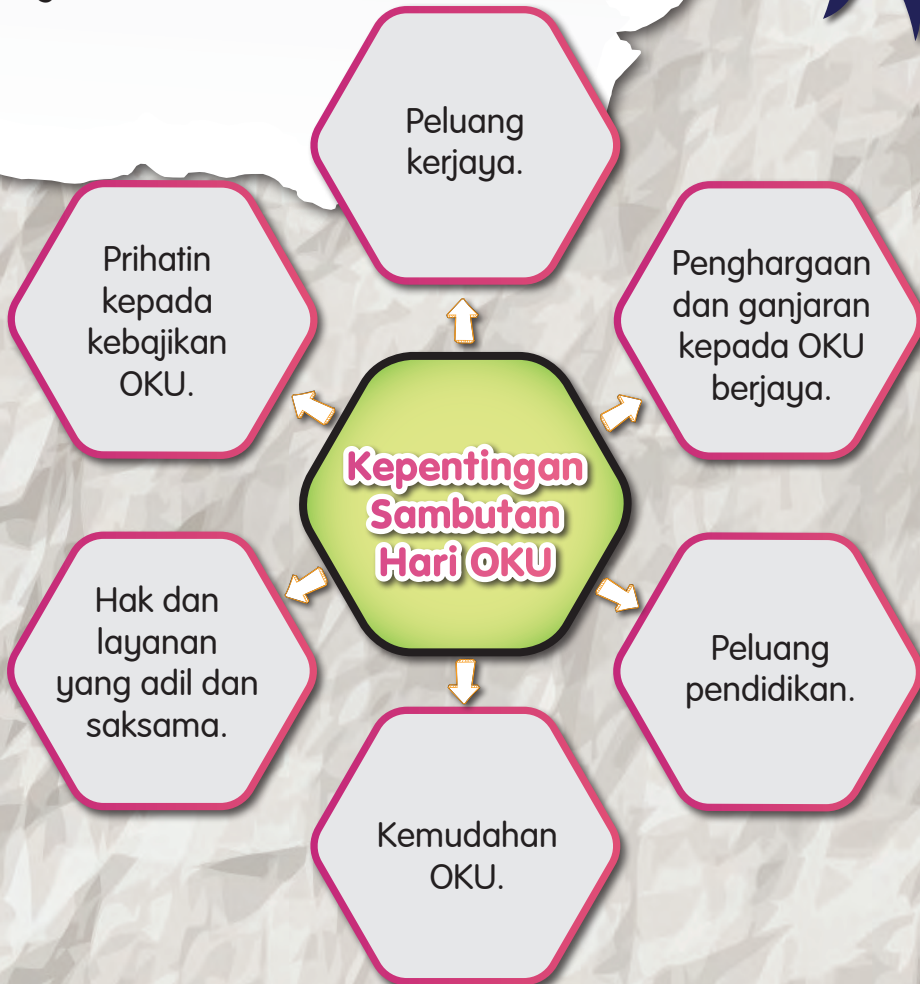 Peluang
kerjaya.
Prihatin
kepada
kebajikan
OKU.
Penghargaan
dan ganjaran
kepada OKU
berjaya.
Kepentingan
Sambutan
Hari OKU
Hak dan
layanan
yang adil dan
saksama.
Peluang
pendidikan.
Kemudahan
OKU.